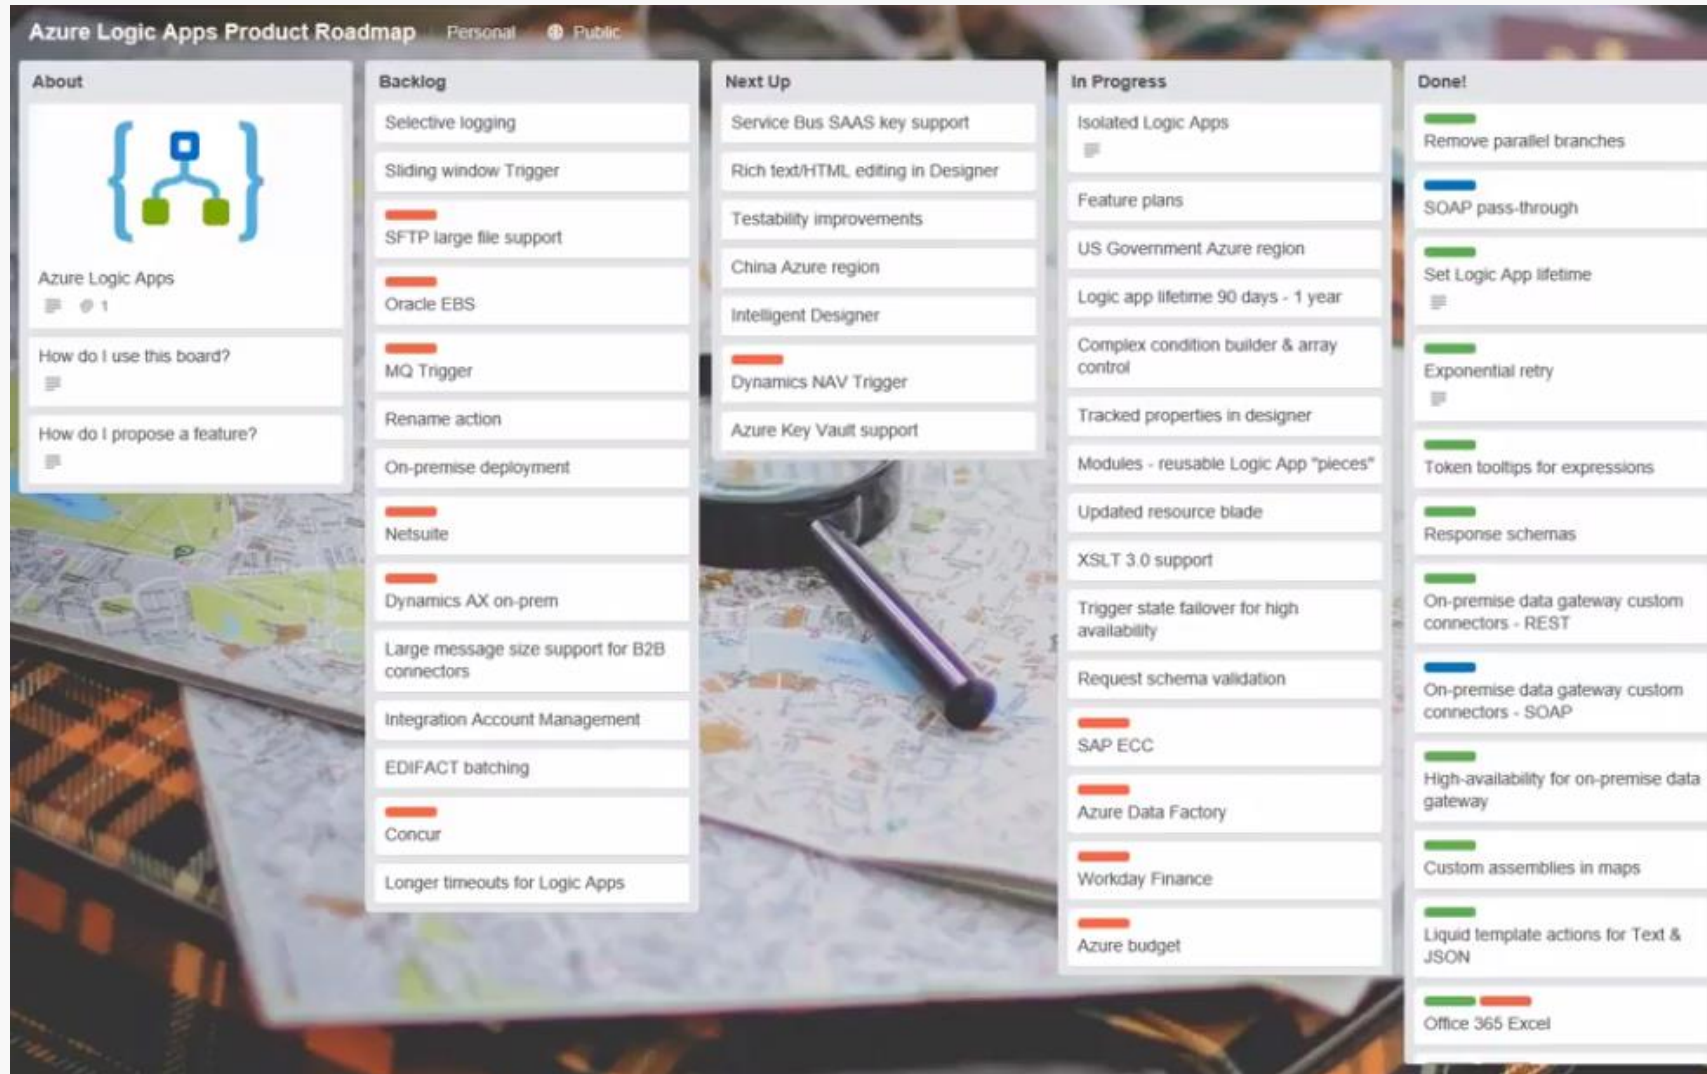 Azure Logic Apps Product Roadmap
Personal
Public
About
Azure Logic Apps
1
How do I use this board?
How do I propose a feature?
Backlog
Selective logging
Sliding window Trigger
SFTP large file support
Oracle EBS
MQ Trigger
Rename action
On-premise deployment
Netsuite
Dynamics AX on-prem
Large message size support for B2B
connectors
Integration Account Management
EDIFACT batching
Concur
Longer timeouts for Logic Apps
Next Up
Service Bus SAAS key support
Rich text/HTML editing in Designer
Testability improvements
China Azure region
Intelligent Designer
Dynamics NAV Trigger
Azure Key Vault support
In Progress
Isolated Logic Apps
Feature plans
US Government Azure region
Logic app lifetime 90 days - 1 year
Complex condition builder & array
control
Tracked properties in designer
Modules - reusable Logic App "pieces"
Updated resource blade
XSLT 3.0 support
Trigger state failover for high
availability
Request schema validation
SAP ECC
Azure Data Factory
Workday Finance
Azure budget
Done!
Remove parallel branches
SOAP pass-through
Set Logic App lifetime
Exponential retry
Token tooltips for expressions
Response schemas
On-premise data gateway custom
connectors - REST
On-premise data gateway custom
connectors - SOAP
High-availability for on-premise data
gateway
Custom assemblies in maps
Liquid template actions for Text &
JSON
Office 365 Excel